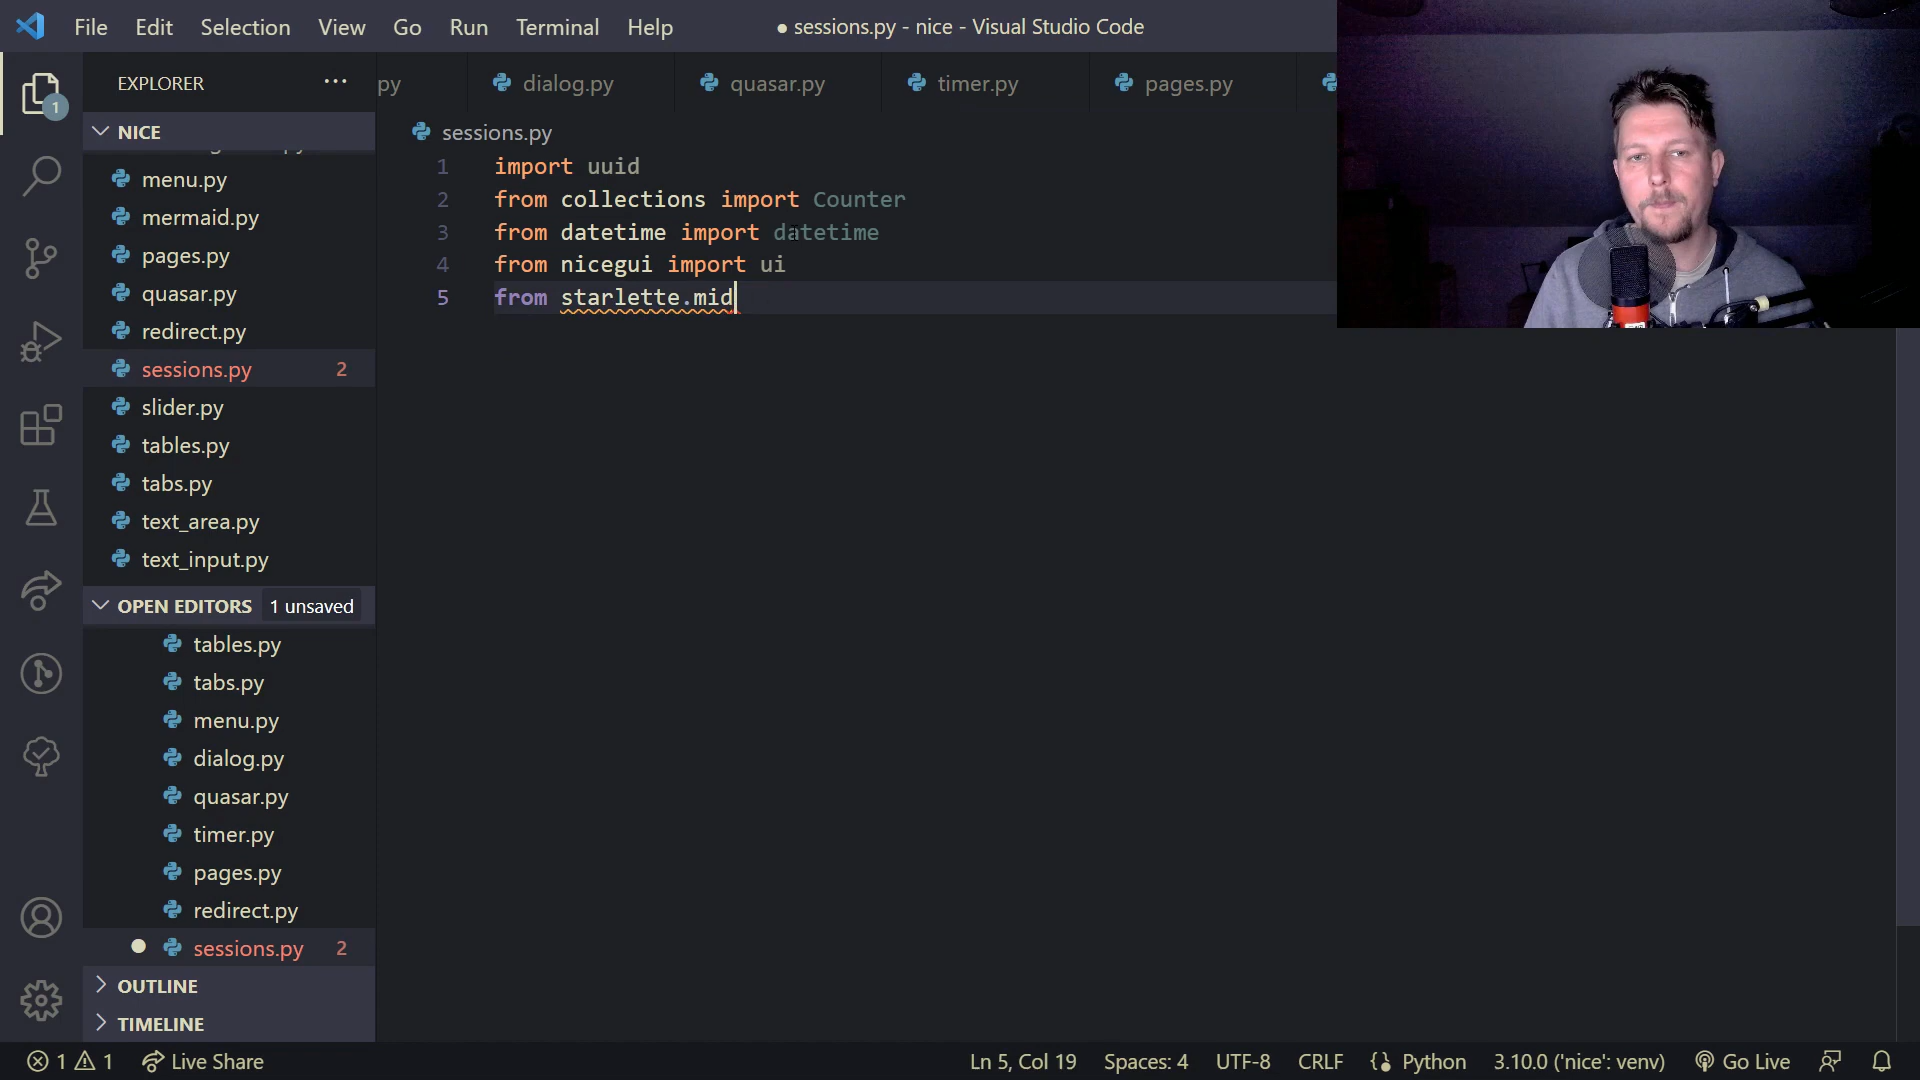 File Edit Selection View Go Run Terminal Help
● sessions.py - nice - Visual Studio Code
EXPLORER ···
py dialog.py quasar.py timer.py pages.py
1
NICE
sessions.py
menu.py
mermaid.py
pages.py
quasar.py
redirect.py
sessions.py 2
slider.py
tables.py
tabs.py
text_area.py
text_input.py
1 import uuid
2 from collections import Counter
3 from datetime import datetime
4 from nicegui import ui
5 from starlette.mid
OPEN EDITORS 1 unsaved
tables.py
tabs.py
menu.py
dialog.py
quasar.py
timer.py
pages.py
redirect.py
sessions.py 2
OUTLINE
TIMELINE
1 1 Live Share
Ln 5, Col 19 Spaces: 4 UTF-8 CRLF Python 3.10.0 ('nice': venv) Go Live